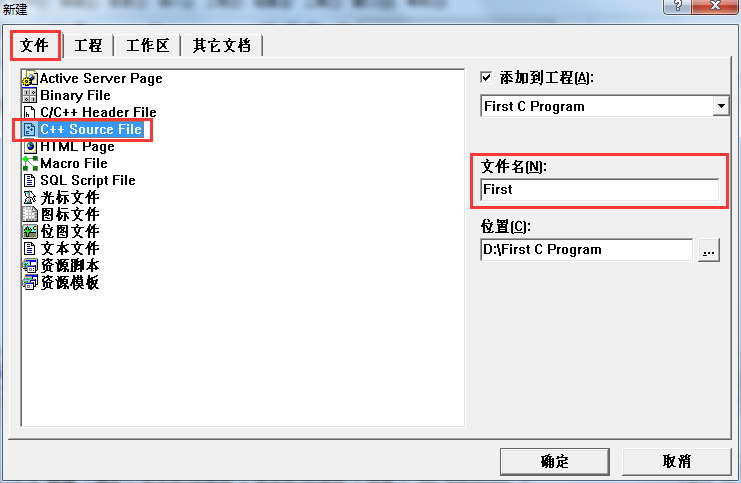 新建
文件 工程 工作区 其它文档
Active Server Page
Binary File
C/C++ Header File
C++ Source File
HTML Page
Macro File
SQL Script File
光标文件
图标文件
位图文件
文本文件
资源脚本
资源模板
添加到工程(A):
First C Program
文件名(N):
First
位置(C):
D:\First C Program
...
确定 取消